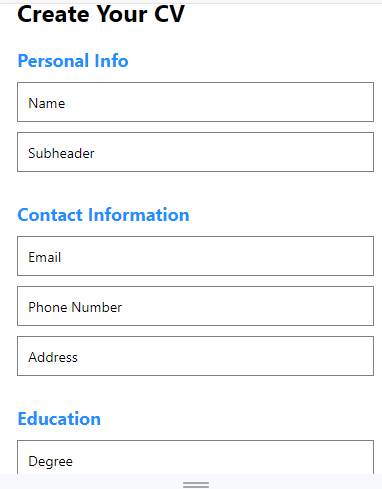 Create Your CV
Personal Info
Name
Subheader
Contact Information
Email
Phone Number
Address
Education
Degree